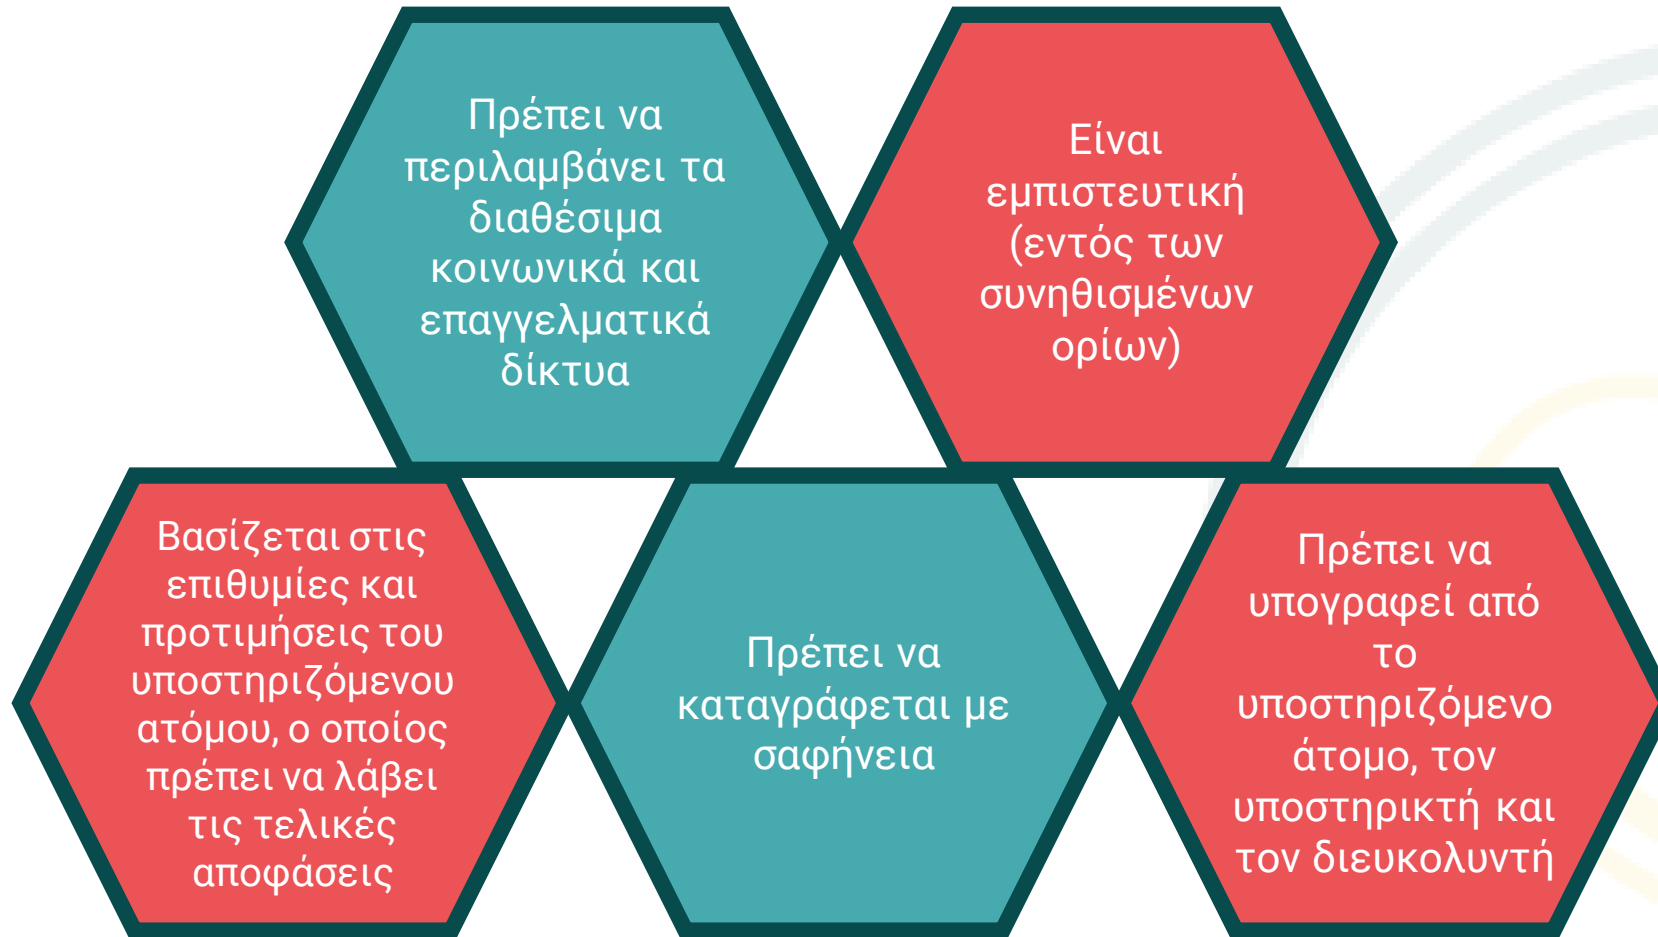 Πρέπει να
περιλαμβάνει τα
διαθέσιμα
κοινωνικά και
επαγγελματικά
δίκτυα
Είναι
εμπιστευτική
(εντός των
συνηθισμένων
ορίων)
Βασίζεται στις
επιθυμίες και
προτιμήσεις του
υποστηριζόμενου
ατόμου, ο οποίος
πρέπει να λάβει
τις τελικές
αποφάσεις
Πρέπει να
καταγράφεται με
σαφήνεια
Πρέπει να
υπογραφεί από
το
υποστηριζόμενο
άτομο, τον
υποστηρικτή και
τον διευκολυντή